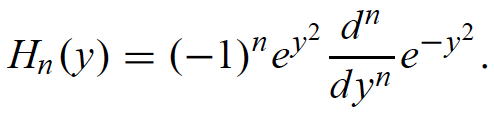 $H_n(y) = (-1)^n e^{y^2} \frac{d^n}{dy^n} e^{-y^2}.$